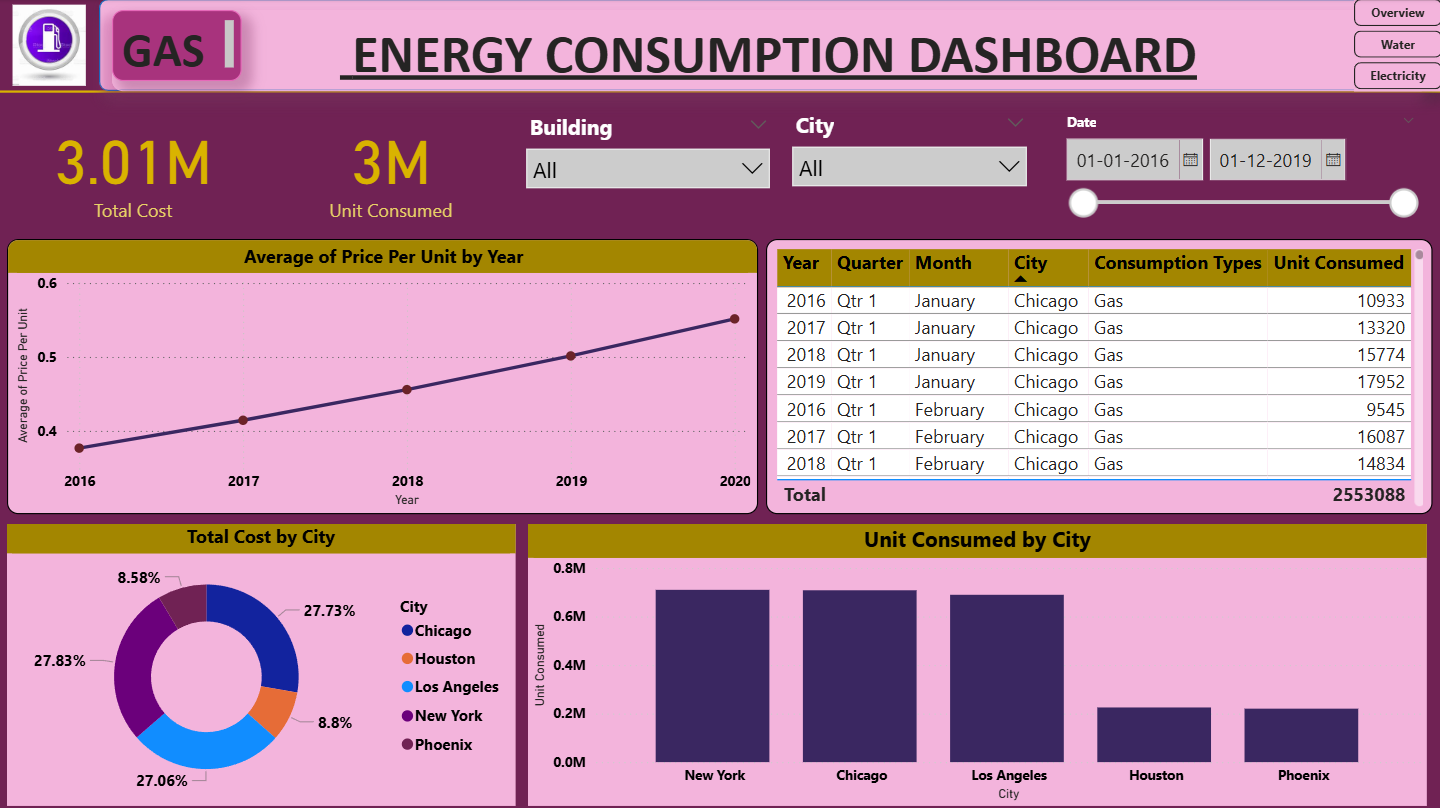 GAS
ENERGY CONSUMPTION DASHBOARD
Overview
Water
Electricity
3.01M
Total Cost
3M
Unit Consumed
Building
All
City
All
Date
01-01-2016
01-12-2019
Average of Price Per Unit by Year
Average of Price Per Unit
0.6
0.5
0.4
2016 2017 2018 2019 2020
Year
Year Quarter Month City Consumption Types Unit Consumed
2016 Qtr 1 January Chicago Gas 10933
2017 Qtr 1 January Chicago Gas 13320
2018 Qtr 1 January Chicago Gas 15774
2019 Qtr 1 January Chicago Gas 17952
2016 Qtr 1 February Chicago Gas 9545
2017 Qtr 1 February Chicago Gas 16087
2018 Qtr 1 February Chicago Gas 14834
Total 2553088
Total Cost by City
8.58%
27.73%
27.83%
8.8%
27.06%
City
Chicago
Houston
Los Angeles
New York
Phoenix
Unit Consumed by City
Unit Consumed
0.8M
0.6M
0.4M
0.2M
0.0M
New York Chicago Los Angeles Houston Phoenix
City